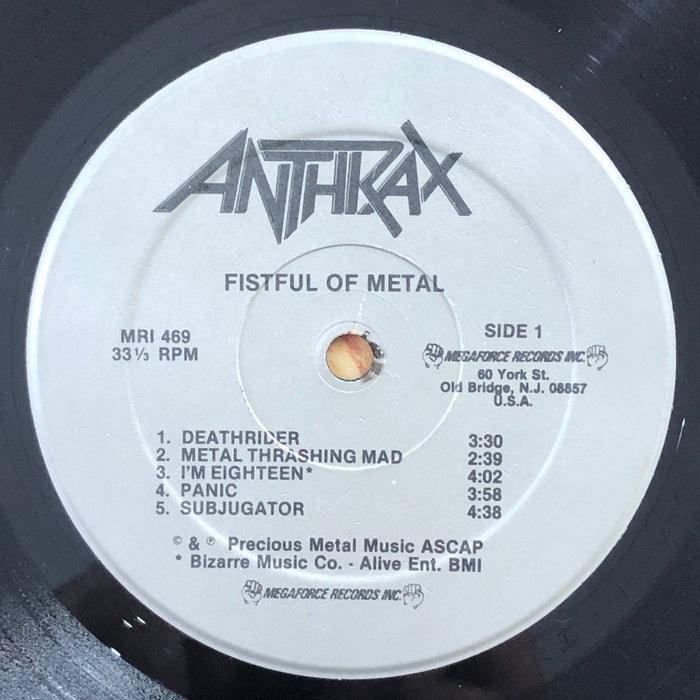 ANTHRAX
FISTFUL OF METAL
MRI 469
33⅓ RPM
SIDE 1
MEGAFORCE RECORDS INC.
60 York St.
Old Bridge, N.J. 08857
U.S.A.
1. DEATHRIDER 3:30
2. METAL THRASHING MAD 2:39
3. I'M EIGHTEEN* 4:02
4. PANIC 3:58
5. SUBJUGATOR 4:38
© & ℗ Precious Metal Music ASCAP
* Bizarre Music Co. - Alive Ent. BMI
MEGAFORCE RECORDS INC.